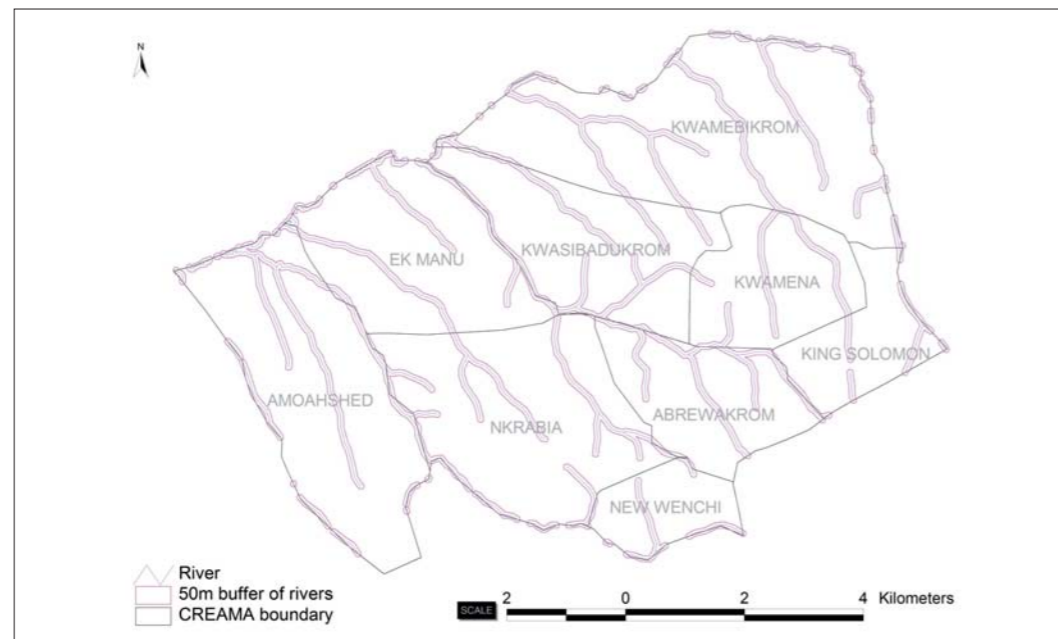 N
KWAMEBIKROM
EK MANU
KWASIBADUKROM
KWAMENA
KING SOLOMON
AMOAHSHED
NKRABIA
ABREWAKROM
NEW WENCHI
River
50m buffer of rivers
CREAMA boundary
SCALE
2 0 2 4 Kilometers